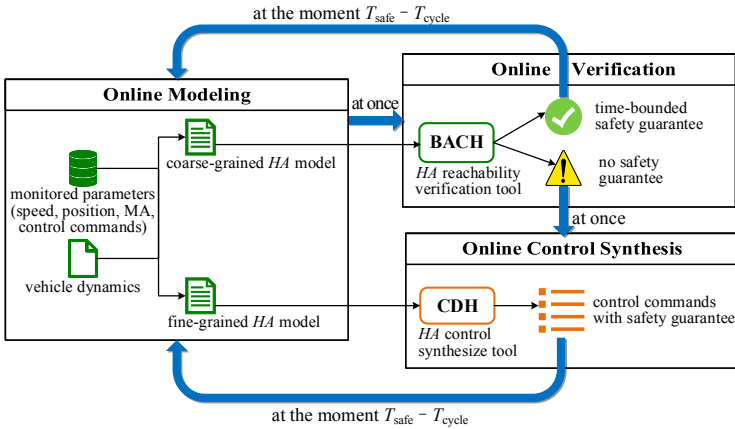 at the moment T_safe − T_cycle
Online Modeling
at once
Online Verification
coarse-grained HA model
monitored parameters
(speed, position, MA,
control commands)
vehicle dynamics
fine-grained HA model
BACH
HA reachability
verification tool
time-bounded
safety guarantee
no safety
guarantee
at once
Online Control Synthesis
CDH
HA control
synthesize tool
control commands
with safety guarantee
at the moment T_safe − T_cycle